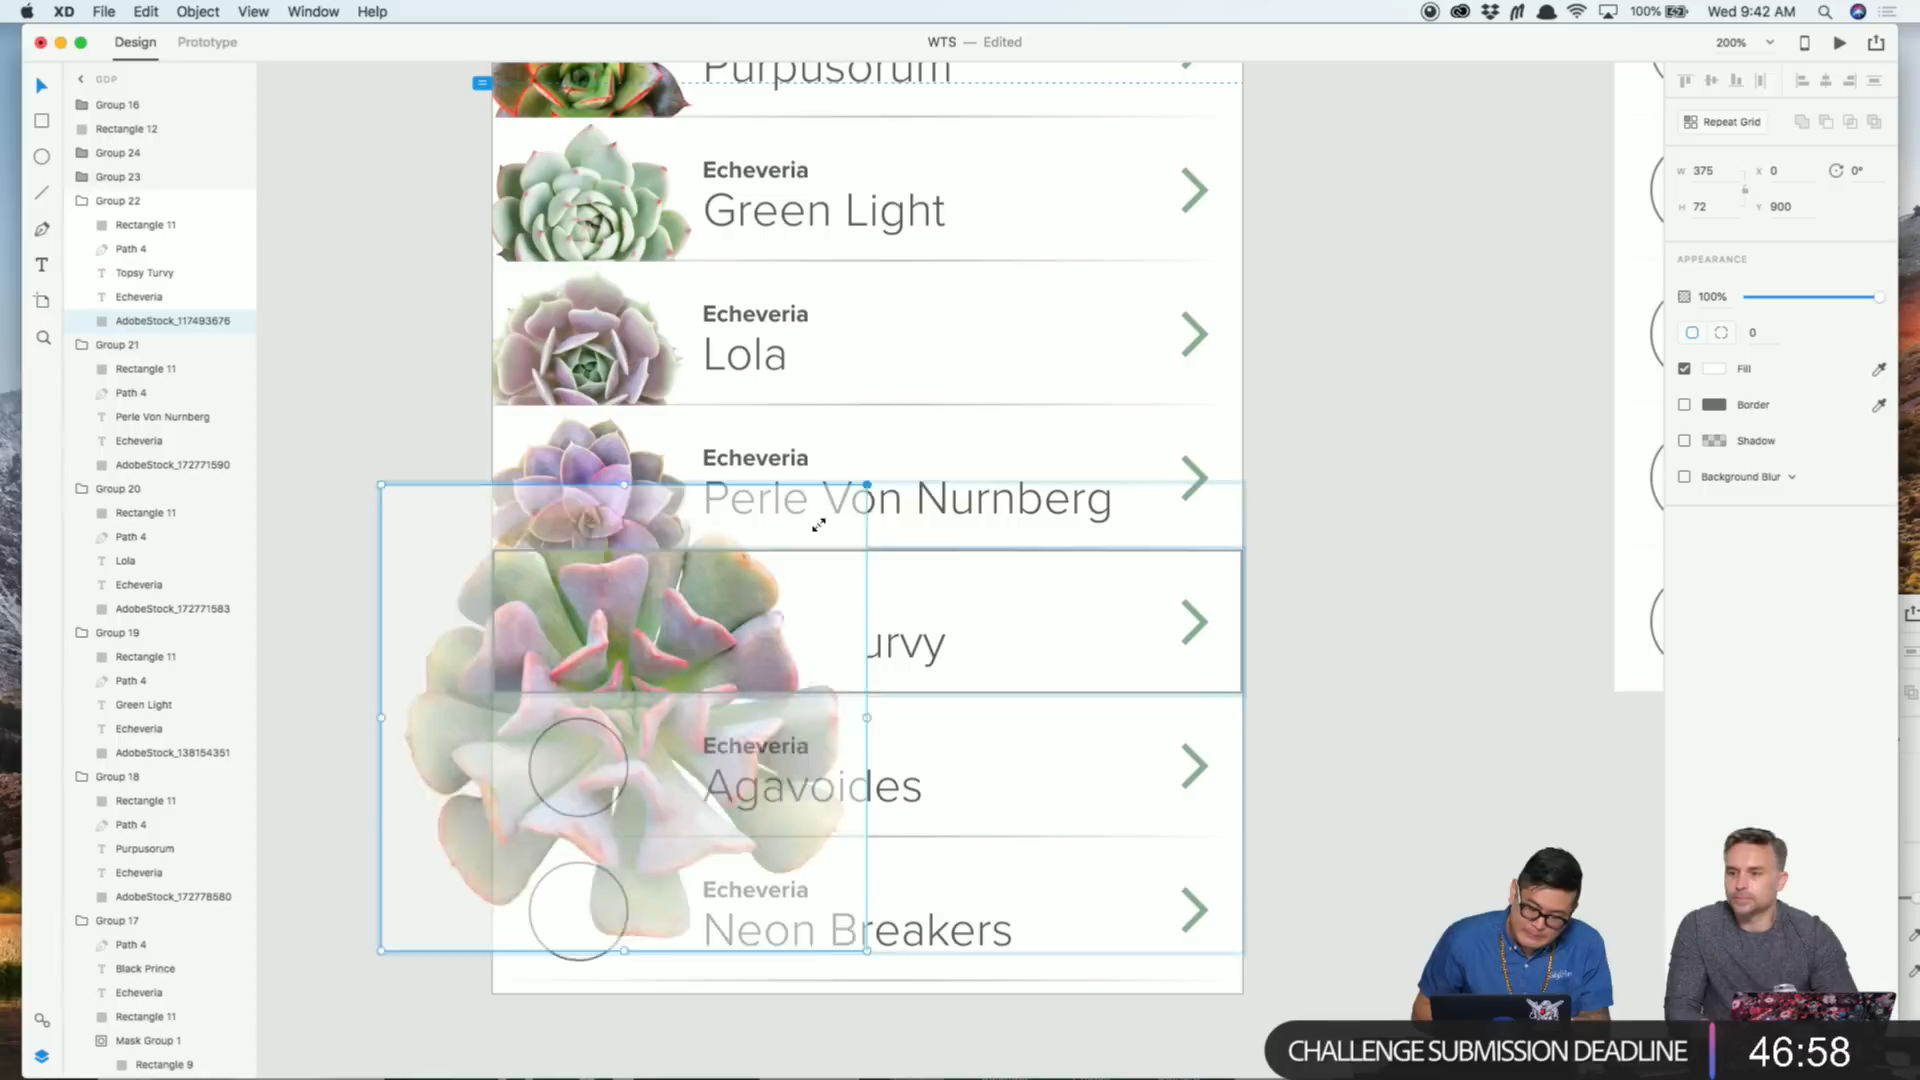 XD File Edit Object View Window Help
100% Wed 9:42 AM
Design Prototype
WTS — Edited
200%
GDP
Group 16
Rectangle 12
Group 24
Group 23
Group 22
Rectangle 11
Path 4
Topsy Turvy
Echeveria
AdobeStock_117493676
Group 21
Rectangle 11
Path 4
Perle Von Nurnberg
Echeveria
AdobeStock_172771590
Group 20
Rectangle 11
Path 4
Lola
Echeveria
AdobeStock_172771583
Group 19
Rectangle 11
Path 4
Green Light
Echeveria
AdobeStock_138154351
Group 18
Rectangle 11
Path 4
Purpusorum
Echeveria
AdobeStock_172778580
Group 17
Path 4
Black Prince
Echeveria
Rectangle 11
Mask Group 1
Rectangle 9
Purpusorum
Echeveria
Green Light
Echeveria
Lola
Echeveria
Perle Von Nurnberg
urvy
Echeveria
Agavoides
Echeveria
Neon Breakers
Repeat Grid
W 375 X 0 0°
H 72 Y 900
APPEARANCE
100%
0
Fill
Border
Shadow
Background Blur
CHALLENGE SUBMISSION DEADLINE 46:58